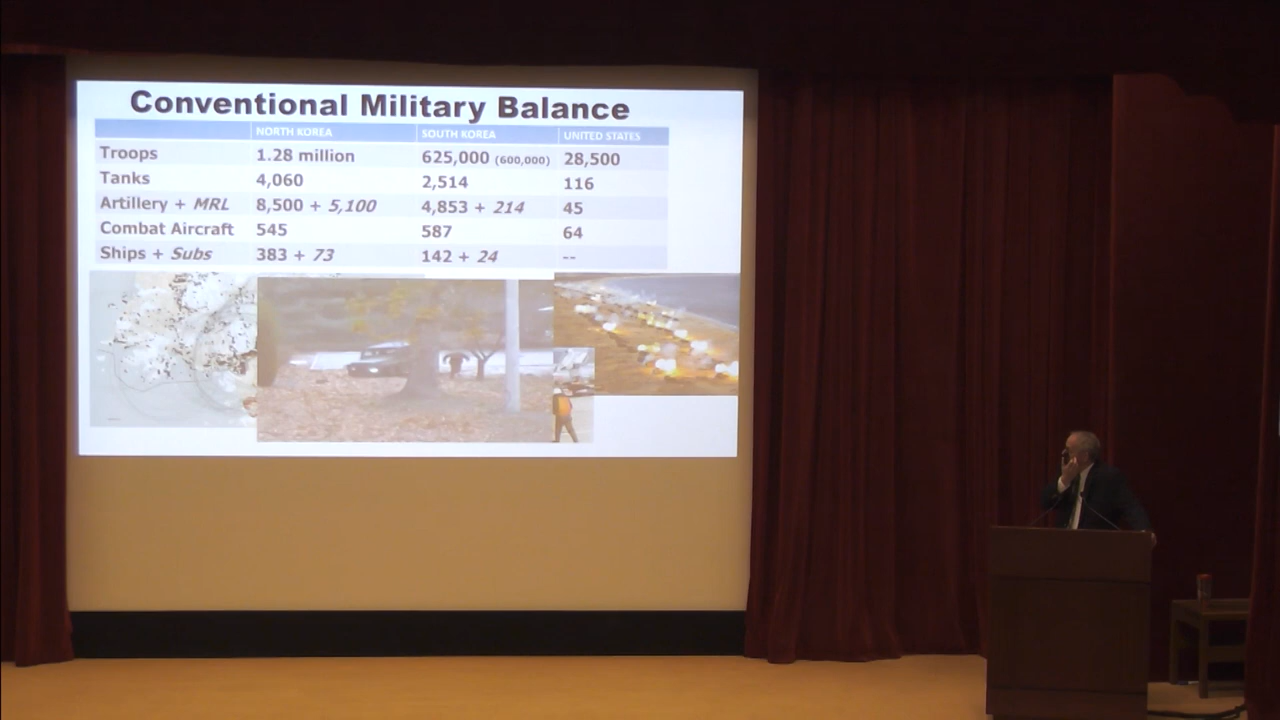 Conventional Military Balance
NORTH KOREA SOUTH KOREA UNITED STATES
Troops 1.28 million 625,000 (600,000) 28,500
Tanks 4,060 2,514 116
Artillery + MRL 8,500 + 5,100 4,853 + 214 45
Combat Aircraft 545 587 64
Ships + Subs 383 + 73 142 + 24 --